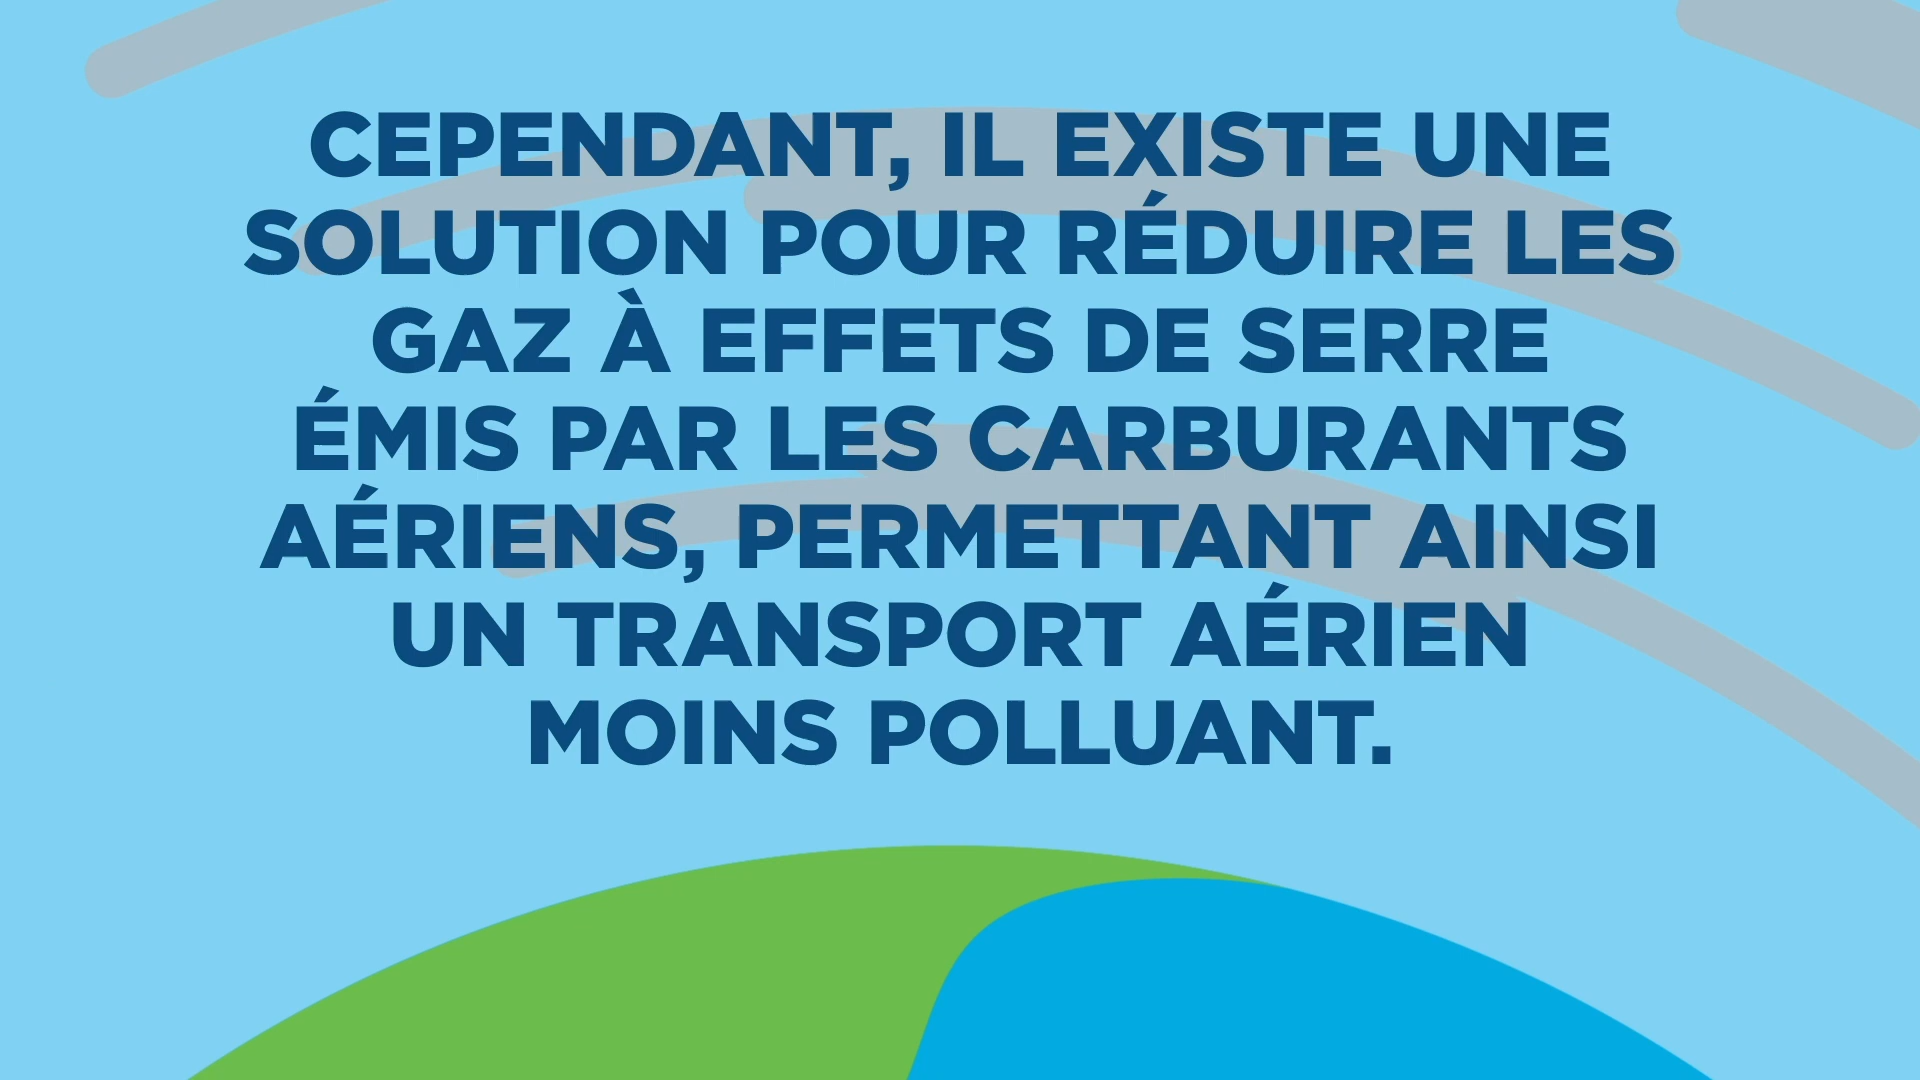 CEPENDANT, IL EXISTE UNE
SOLUTION POUR RÉDUIRE LES
GAZ À EFFETS DE SERRE
ÉMIS PAR LES CARBURANTS
AÉRIENS, PERMETTANT AINSI
UN TRANSPORT AÉRIEN
MOINS POLLUANT.